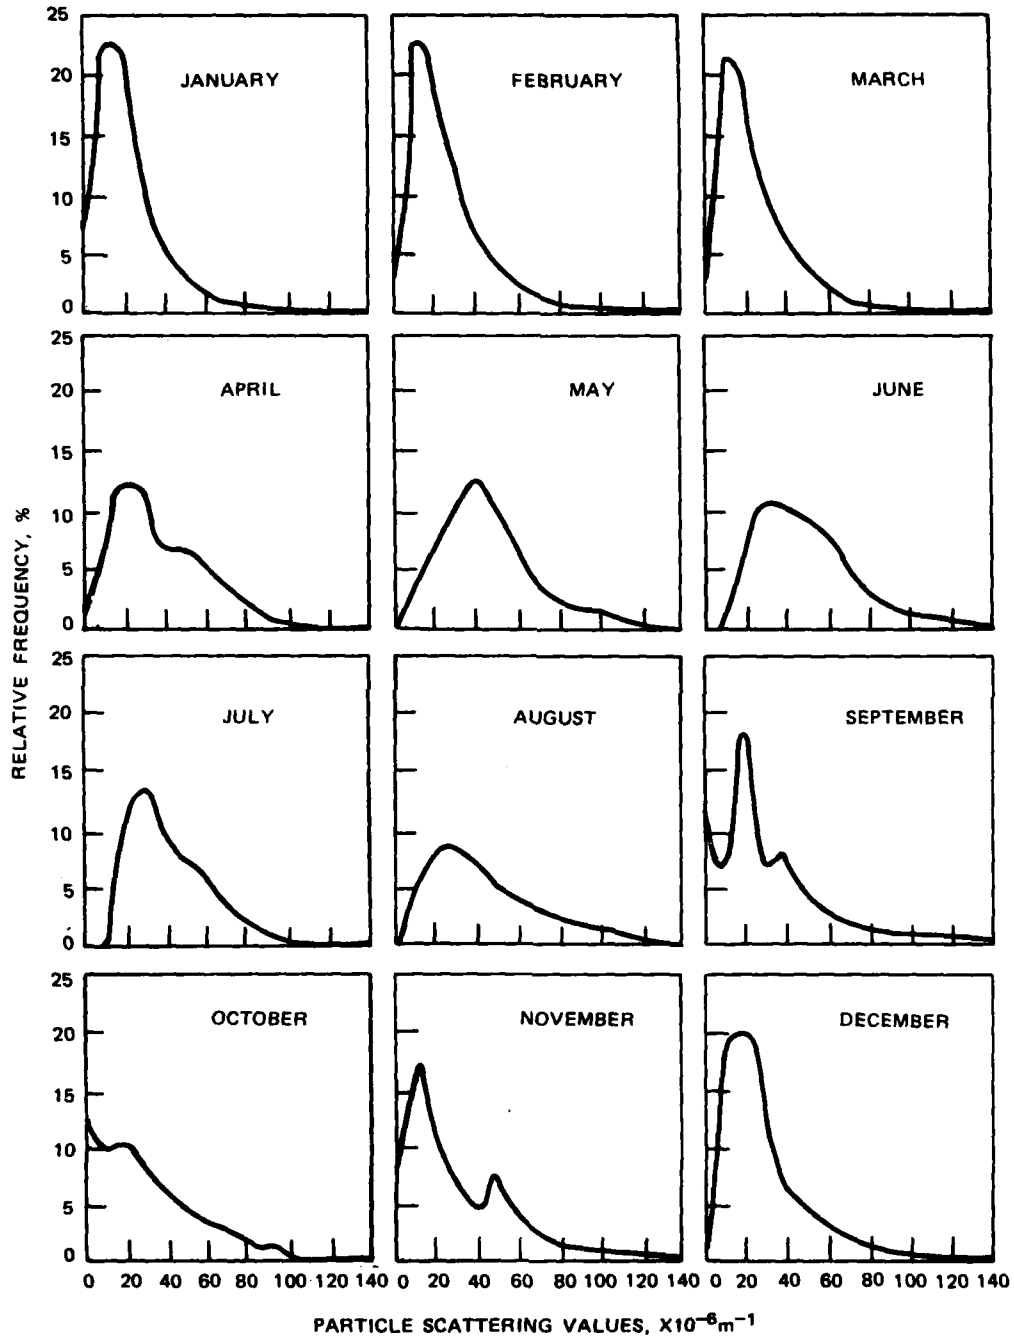 25 20 15 10 5 0
JANUARY
FEBRUARY
MARCH
25 20 15 10 5 0
APRIL
MAY
JUNE
RELATIVE FREQUENCY, %
25 20 15 10 5 0
JULY
AUGUST
SEPTEMBER
25 20 15 10 5 0
OCTOBER
NOVEMBER
DECEMBER
0 20 40 60 80 100 120 140 0 20 40 60 80 100 120 140 0 20 40 60 80 100 120 140
PARTICLE SCATTERING VALUES, X10⁻⁶m⁻¹